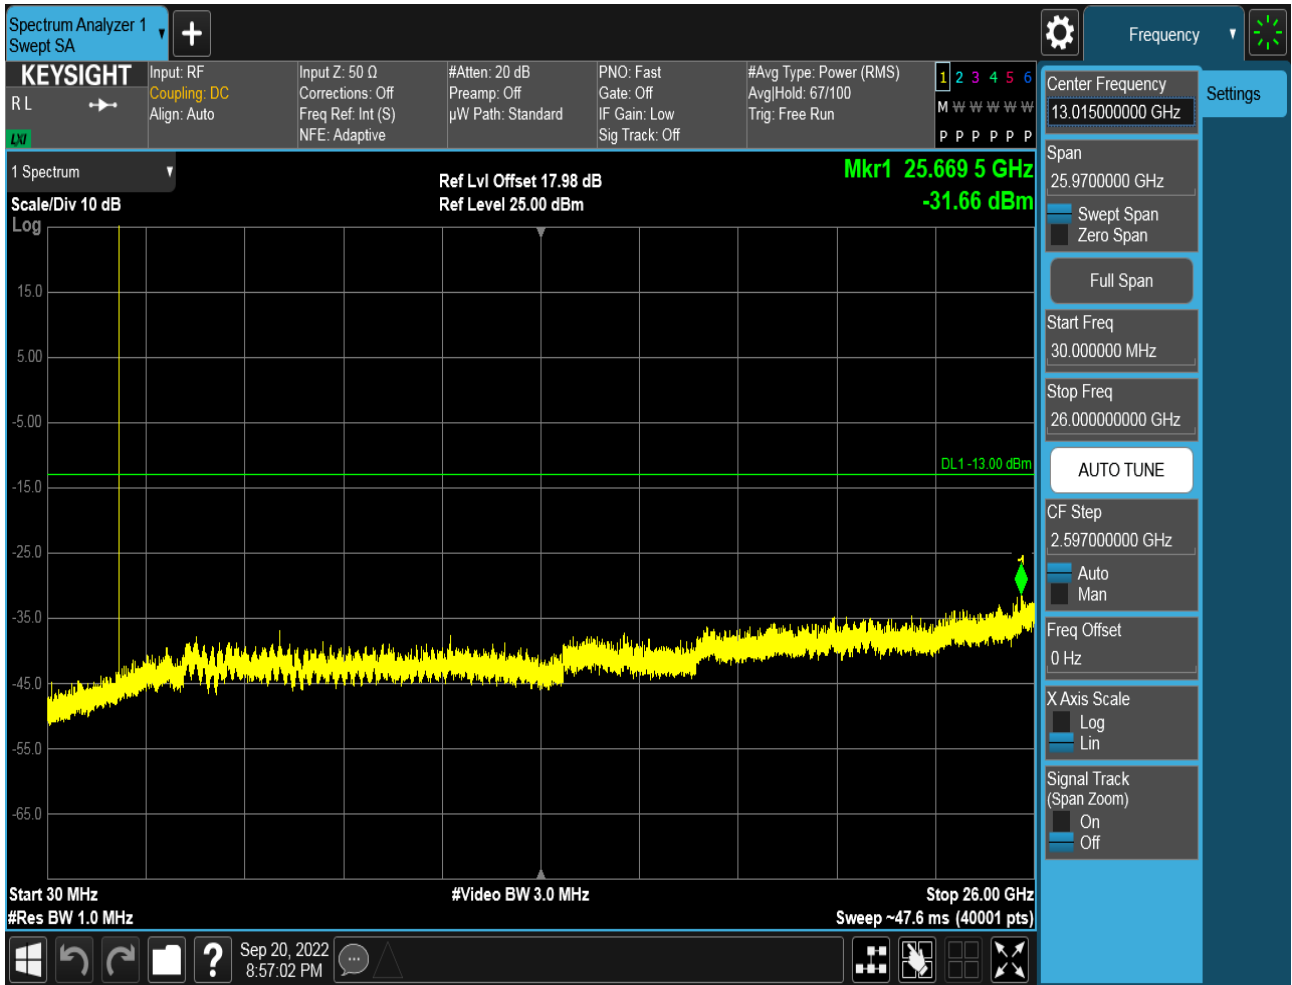 Spectrum Analyzer 1
Swept SA
Frequency
KEYSIGHT
R L
LXI
Input: RF
Coupling: DC
Align: Auto
Input Z: 50 Ω
Corrections: Off
Freq Ref: Int (S)
NFE: Adaptive
#Atten: 20 dB
Preamp: Off
µW Path: Standard
PNO: Fast
Gate: Off
IF Gain: Low
Sig Track: Off
#Avg Type: Power (RMS)
Avg|Hold: 67/100
Trig: Free Run
1 2 3 4 5 6
M W W W W W
P P P P P P
1 Spectrum
Scale/Div 10 dB
Log
Ref Lvl Offset 17.98 dB
Ref Level 25.00 dBm
Mkr1 25.669 5 GHz
-31.66 dBm
15.0
5.00
-5.00
DL1 -13.00 dBm
-15.0
-25.0
1
-35.0
-45.0
-55.0
-65.0
Start 30 MHz
#Res BW 1.0 MHz
#Video BW 3.0 MHz
Stop 26.00 GHz
Sweep ~47.6 ms (40001 pts)
Center Frequency
13.015000000 GHz
Settings
Span
25.9700000 GHz
Swept Span
Zero Span
Full Span
Start Freq
30.000000 MHz
Stop Freq
26.000000000 GHz
AUTO TUNE
CF Step
2.597000000 GHz
Auto
Man
Freq Offset
0 Hz
X Axis Scale
Log
Lin
Signal Track
(Span Zoom)
On
Off
?
Sep 20, 2022
8:57:02 PM